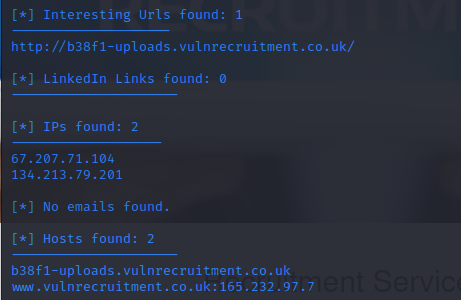 [*] Interesting Urls found: 1
--------------------
http://b38f1-uploads.vulnrecruitment.co.uk/
[*] LinkedIn Links found: 0
---------------------
[*] IPs found: 2
-------------------
67.207.71.104
134.213.79.201
[*] No emails found.
[*] Hosts found: 2
---------------------
b38f1-uploads.vulnrecruitment.co.uk
www.vulnrecruitment.co.uk:165.232.97.7